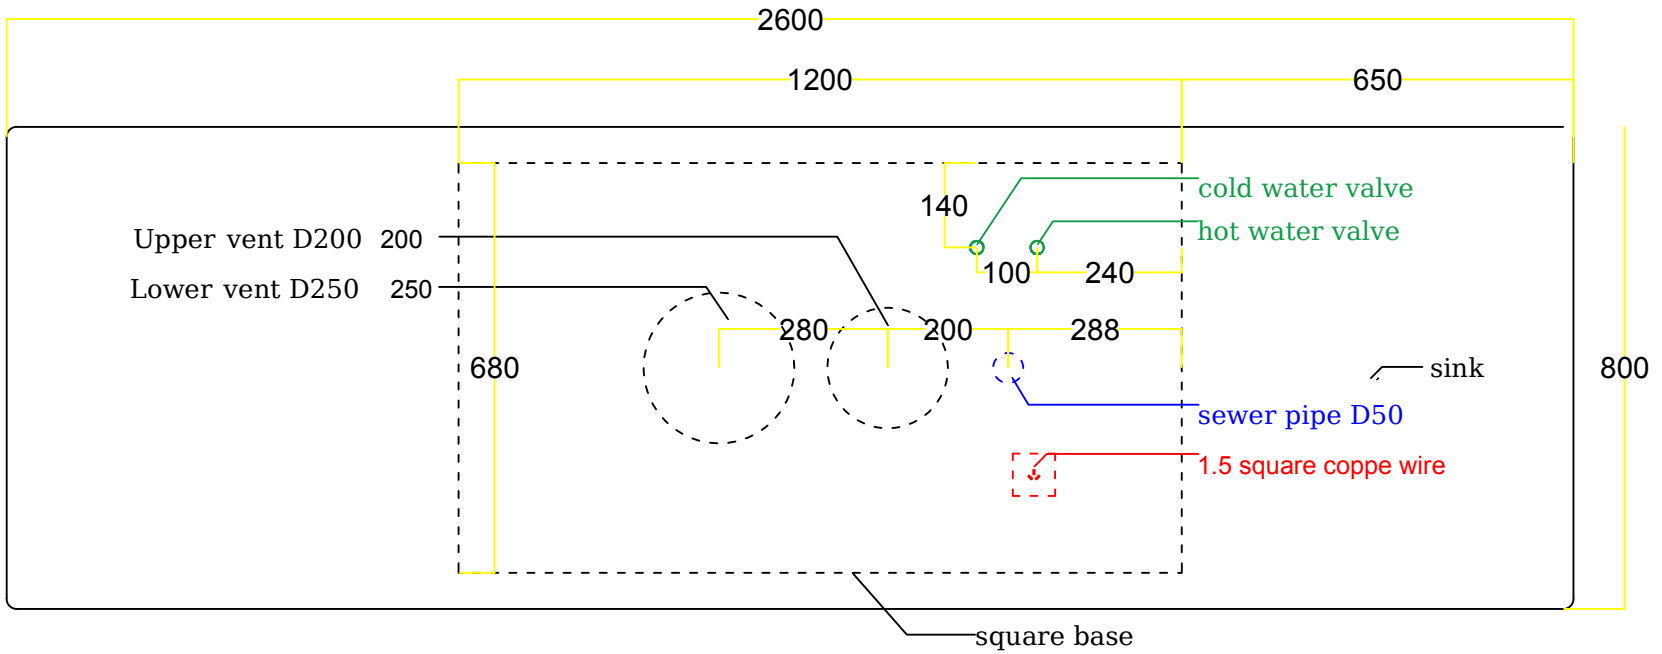 2600
1200
650
140
cold water valve
hot water valve
Upper vent D200 200
100
240
Lower vent D250 250
280
200
288
680
sink
800
sewer pipe D50
1.5 square coppe wire
square base